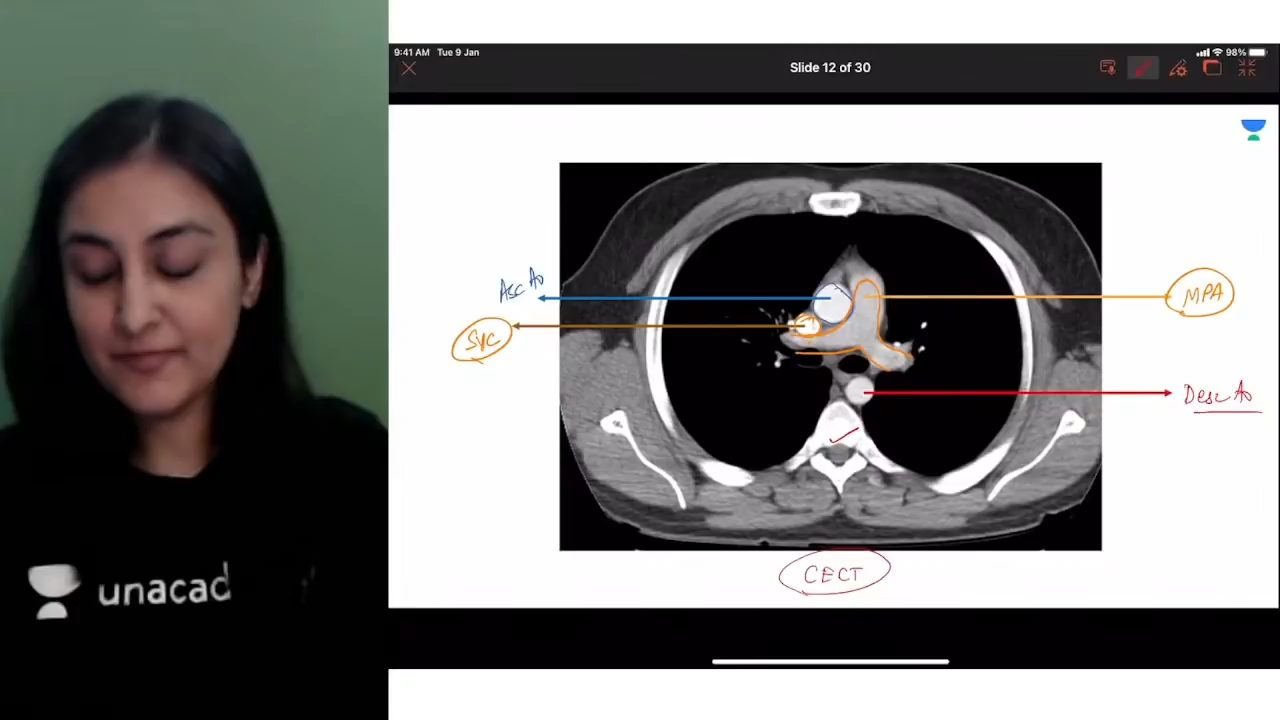 9:41 AM Tue 9 Jan
98%
Slide 12 of 30
Asc Ao
SVC
MPA
Desc Ao
CECT
unacad